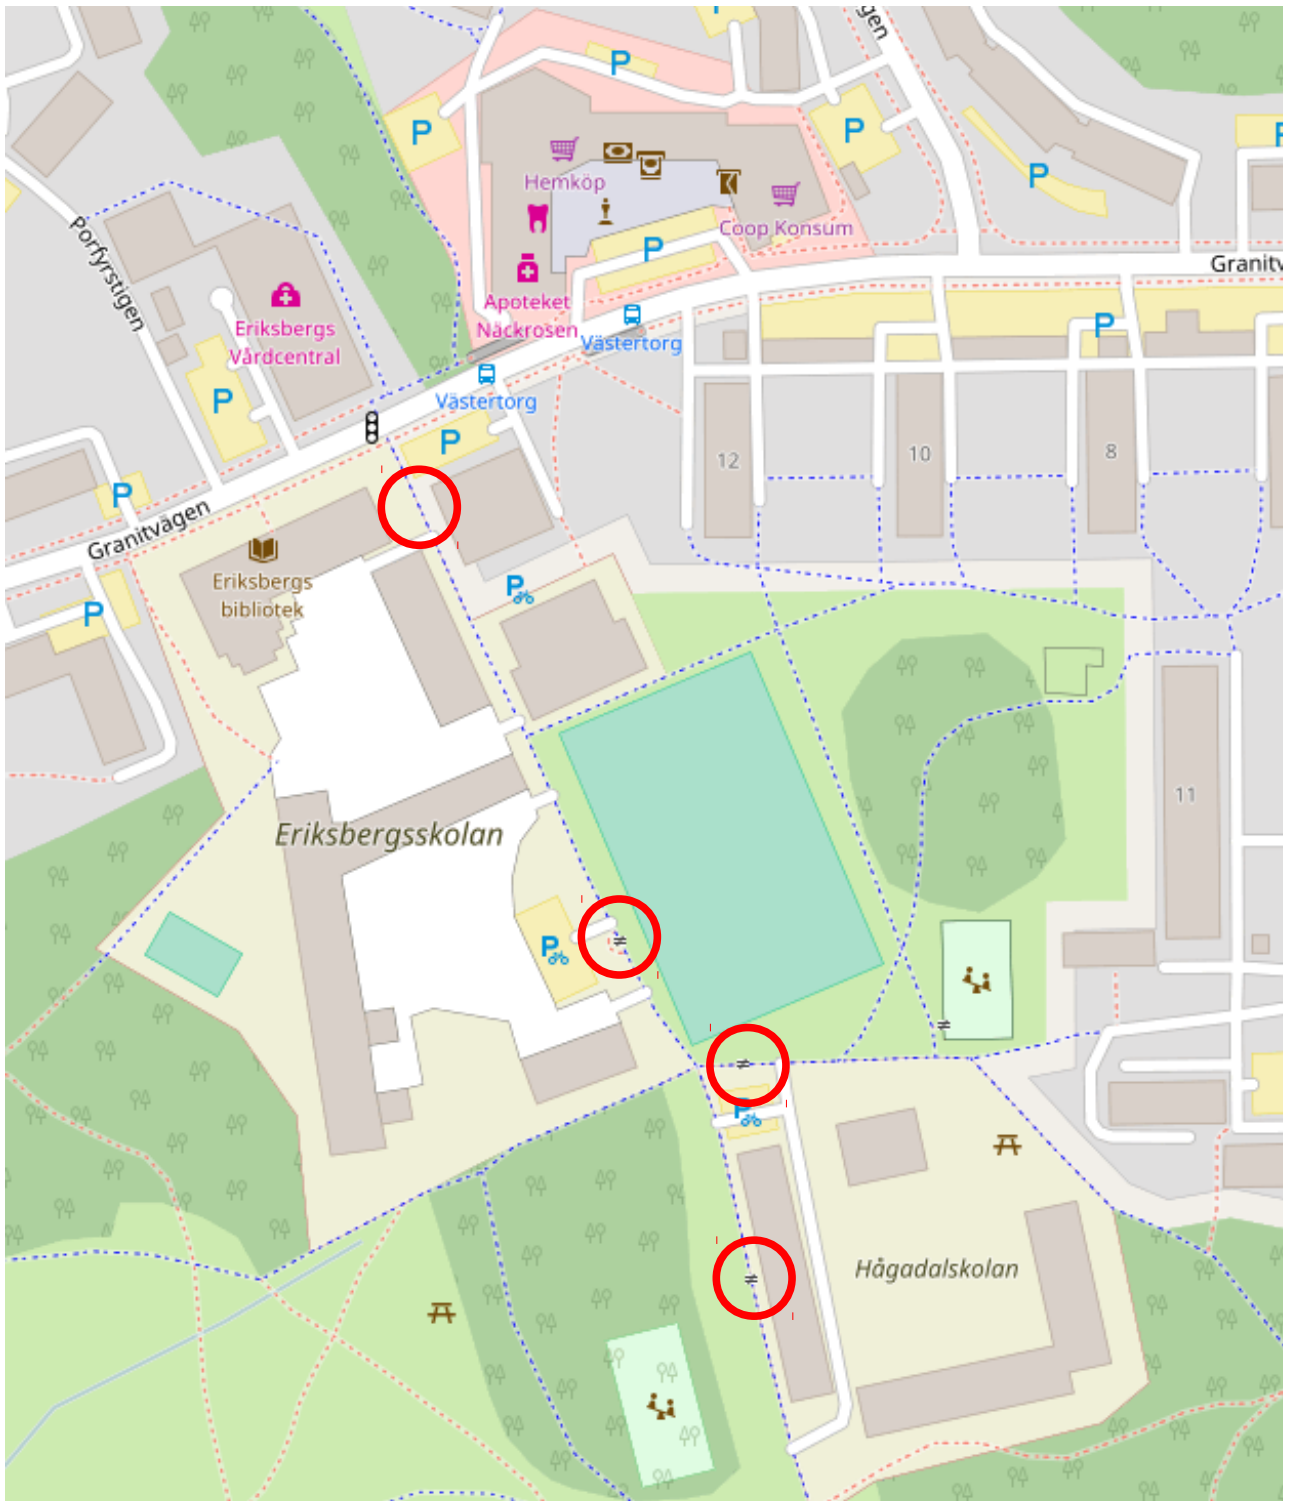 P
gen
P
P
P
P
Hemköp
P
Coop Konsum
Porfyrstigen
P
Granitv
Apoteket
Näckrosen
Västertorg
P
Eriksbergs
Vårdcentral
P
Västertorg
P
12
10
8
P
Granitvägen
Eriksbergs
bibliotek
P
P
11
Eriksbergsskolan
P
P
Hågadalskolan